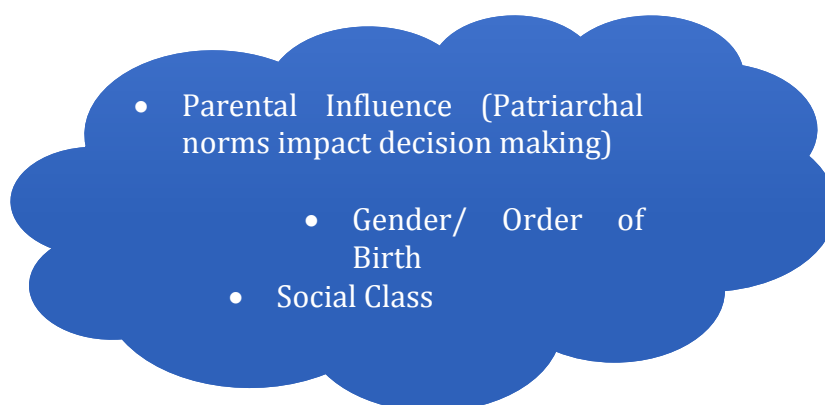 • Parental Influence (Patriarchal
norms impact decision making)
• Gender/ Order of
Birth
• Social Class